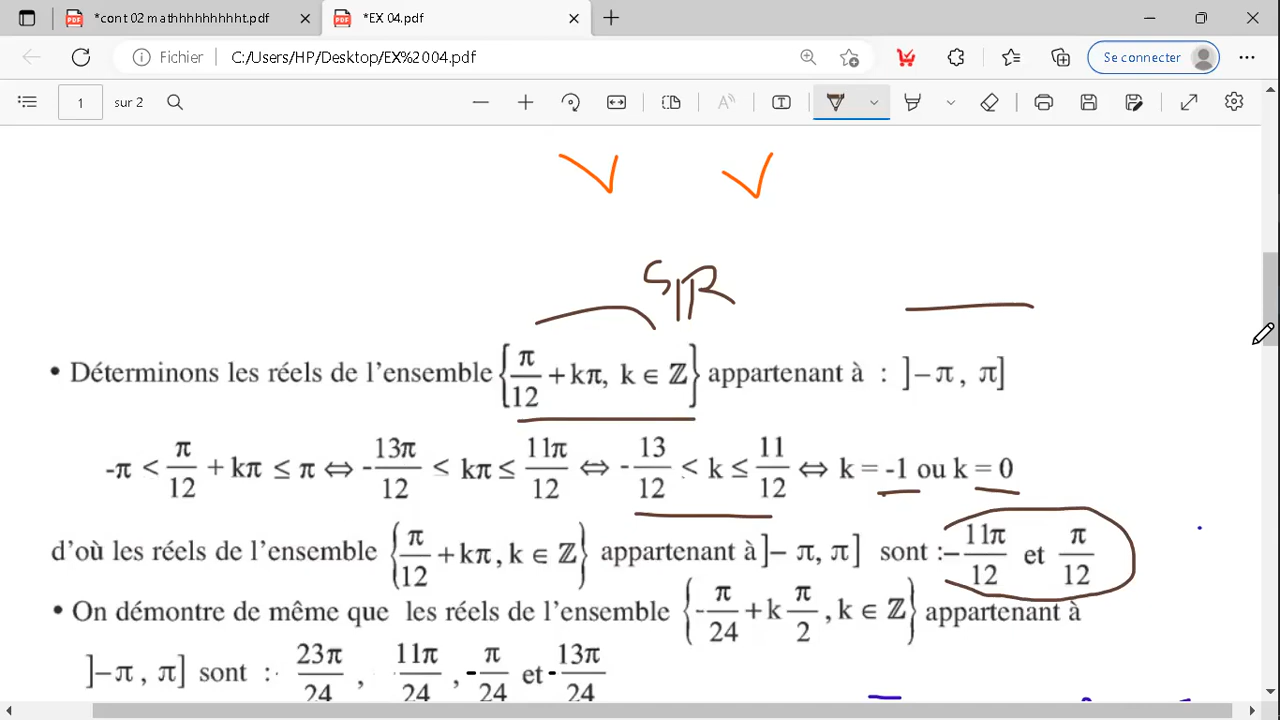 *cont 02 mathhhhhhhhht.pdf
*EX 04.pdf
Fichier
C:/Users/HP/Desktop/EX%2004.pdf
Se connecter
1 sur 2
SIR
• Déterminons les réels de l'ensemble {π/12 + kπ, k ∈ ℤ} appartenant à : ]−π, π]
-π < π/12 + kπ ≤ π ⇔ -13π/12 ≤ kπ ≤ 11π/12 ⇔ -13/12 < k ≤ 11/12 ⇔ k = -1 ou k = 0
d'où les réels de l'ensemble {π/12 + kπ, k ∈ ℤ} appartenant à ]− π, π] sont :−11π/12 et π/12
• On démontre de même que les réels de l'ensemble {-π/24 + k π/2, k ∈ ℤ} appartenant à
]−π, π] sont : 23π/24, 11π/24, -π/24 et -13π/24